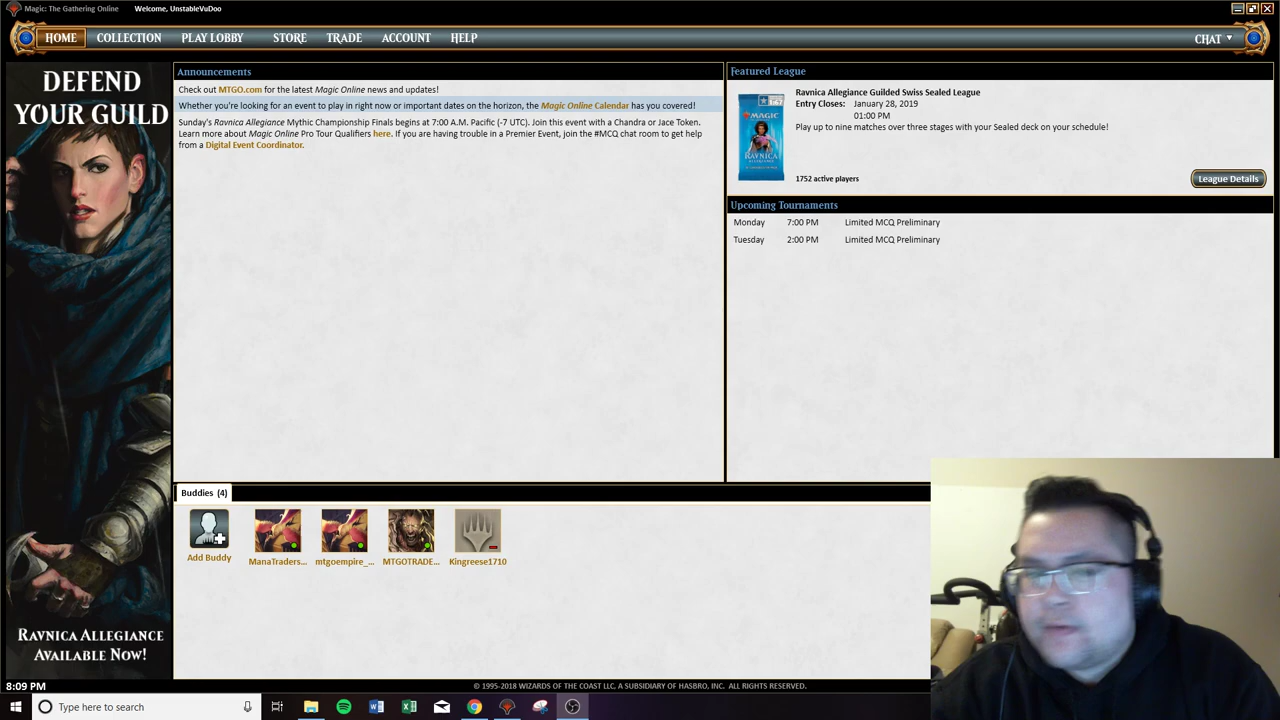 Magic: The Gathering Online
Welcome, UnstableVuDoo
HOME
COLLECTION
PLAY LOBBY
STORE
TRADE
ACCOUNT
HELP
CHAT
DEFEND
YOUR GUILD
RAVNICA ALLEGIANCE
AVAILABLE NOW!
8:09 PM
Announcements
Check out MTGO.com for the latest Magic Online news and updates!
Whether you're looking for an event to play in right now or important dates on the horizon, the Magic Online Calendar has you covered!
Sunday's Ravnica Allegiance Mythic Championship Finals begins at 7:00 A.M. Pacific (-7 UTC). Join this event with a Chandra or Jace Token.
Learn more about Magic Online Pro Tour Qualifiers here. If you are having trouble in a Premier Event, join the #MCQ chat room to get help
from a Digital Event Coordinator.
Featured League
MAGIC
RAVNICA
Ravnica Allegiance Guilded Swiss Sealed League
Entry Closes: January 28, 2019
01:00 PM
Play up to nine matches over three stages with your Sealed deck on your schedule!
1752 active players
League Details
Upcoming Tournaments
Monday 7:00 PM Limited MCQ Preliminary
Tuesday 2:00 PM Limited MCQ Preliminary
Buddies (4)
Add Buddy
ManaTraders...
mtgoempire_...
MTGOTRADE...
Kingreese1710
© 1995-2018 WIZARDS OF THE COAST LLC, A SUBSIDIARY OF HASBRO, INC. ALL RIGHTS RESERVED.
Type here to search